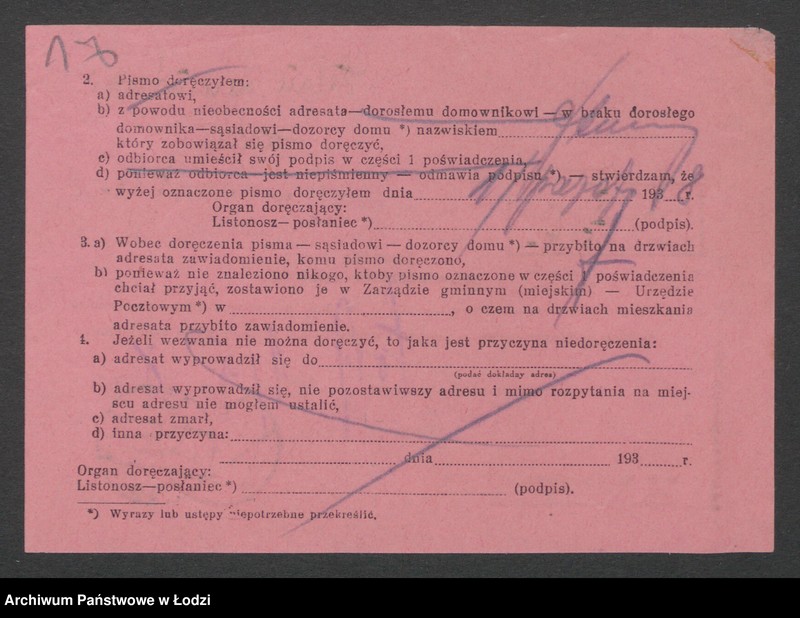 2. Pismo doręczyłem:
a) adresatowi,
b) z powodu nieobecności adresata—dorosłemu domownikowi—w braku dorosłego
domownika—sąsiadowi—dozorcy domu *) nazwiskiem
który zobowiązał się pismo doręczyć,
c) odbiorca umieścił swój podpis w części 1 poświadczenia,
d) ponieważ odbiorca—jest niepiśmienny — odmawia podpisu *) — stwierdzam, że
wyżej oznaczone pismo doręczyłem dnia 193 8 r.
Organ doręczający:
Listonosz—posłaniec *) (podpis).
3. a) Wobec doręczenia pisma—sąsiadowi—dozorcy domu *) — przybito na drzwiach
adresata zawiadomienie, komu pismo doręczono,
b) ponieważ nie znaleziono nikogo, ktoby pismo oznaczone w części 1 poświadczenia
chciał przyjąć, zostawiono je w Zarządzie gminnym (miejskim) — Urzędzie
Pocztowym *) w , o czem na drzwiach mieszkania
adresata przybito zawiadomienie.
4. Jeżeli wezwania nie można doręczyć, to jaka jest przyczyna niedoręczenia:
a) adresat wyprowadził się do
(podać dokładny adres)
b) adresat wyprowadził się, nie pozostawiwszy adresu i mimo rozpytania na miej-
scu adresu nie mogłem ustalić,
c) adresat zmarł,
d) inna przyczyna:
dnia 193 r.
Organ doręczający:
Listonosz—posłaniec *) (podpis).
*) Wyrazy lub ustępy niepotrzebne przekreślić.
Archiwum Państwowe w Łodzi